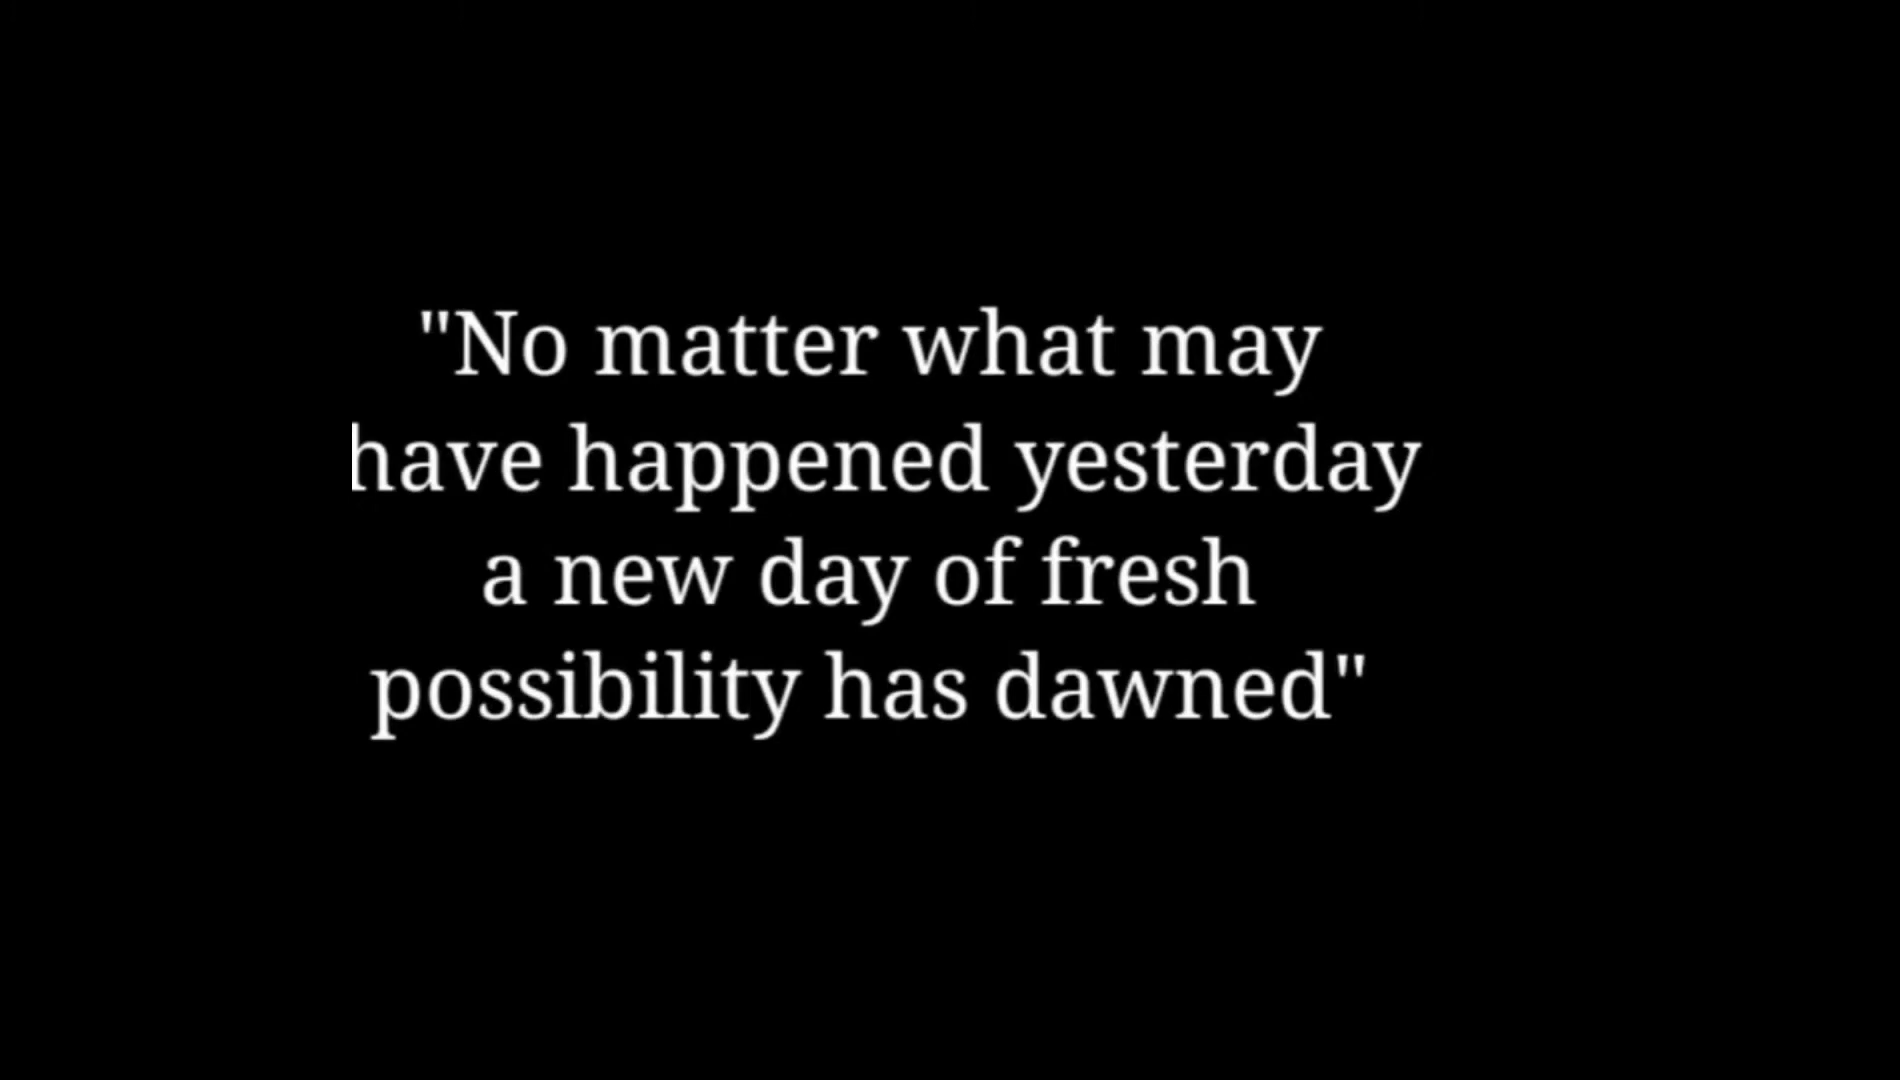 "No matter what may
have happened yesterday
a new day of fresh
possibility has dawned"